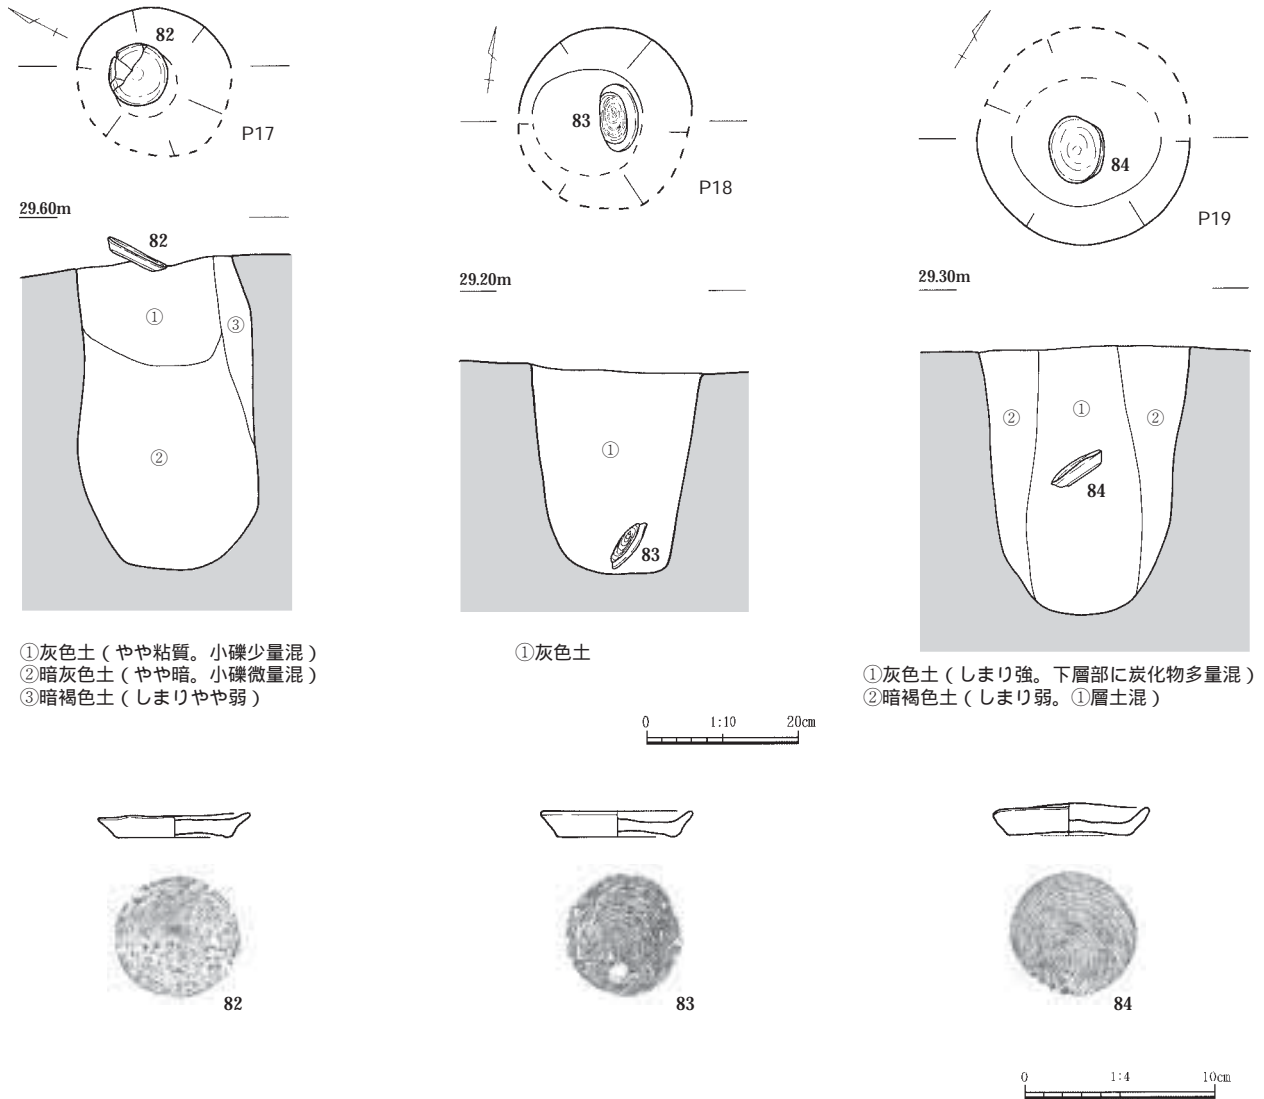 82
P17
29.60m
82
①
③
②
①灰色土（やや粘質。小礫少量混）
②暗灰色土（やや暗。小礫微量混）
③暗褐色土（しまりやや弱）
83
P18
29.20m
①
83
①灰色土
84
P19
29.30m
②
①
②
84
①灰色土（しまり強。下層部に炭化物多量混）
②暗褐色土（しまり弱。①層土混）
0 1:10 20cm
82
83
84
0 1:4 10cm